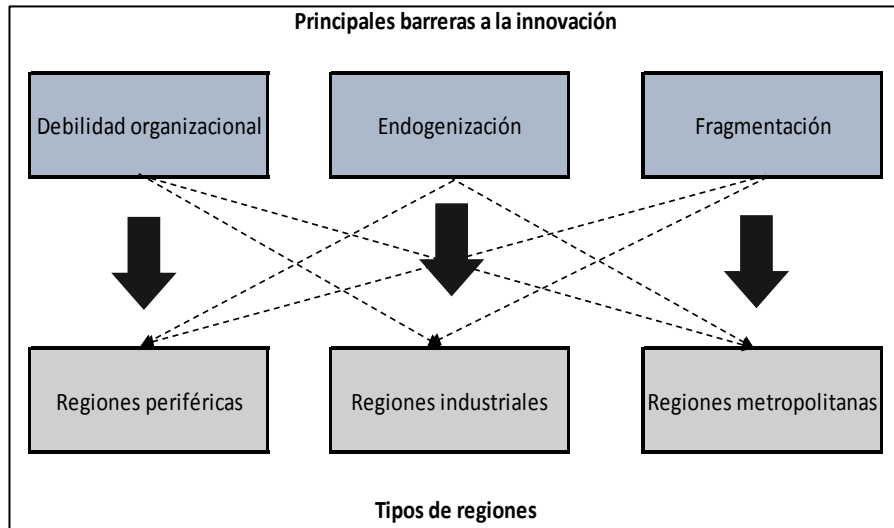 Principales barreras a la innovación
Debilidad organizacional
Endogenización
Fragmentación
Regiones periféricas
Regiones industriales
Regiones metropolitanas
Tipos de regiones